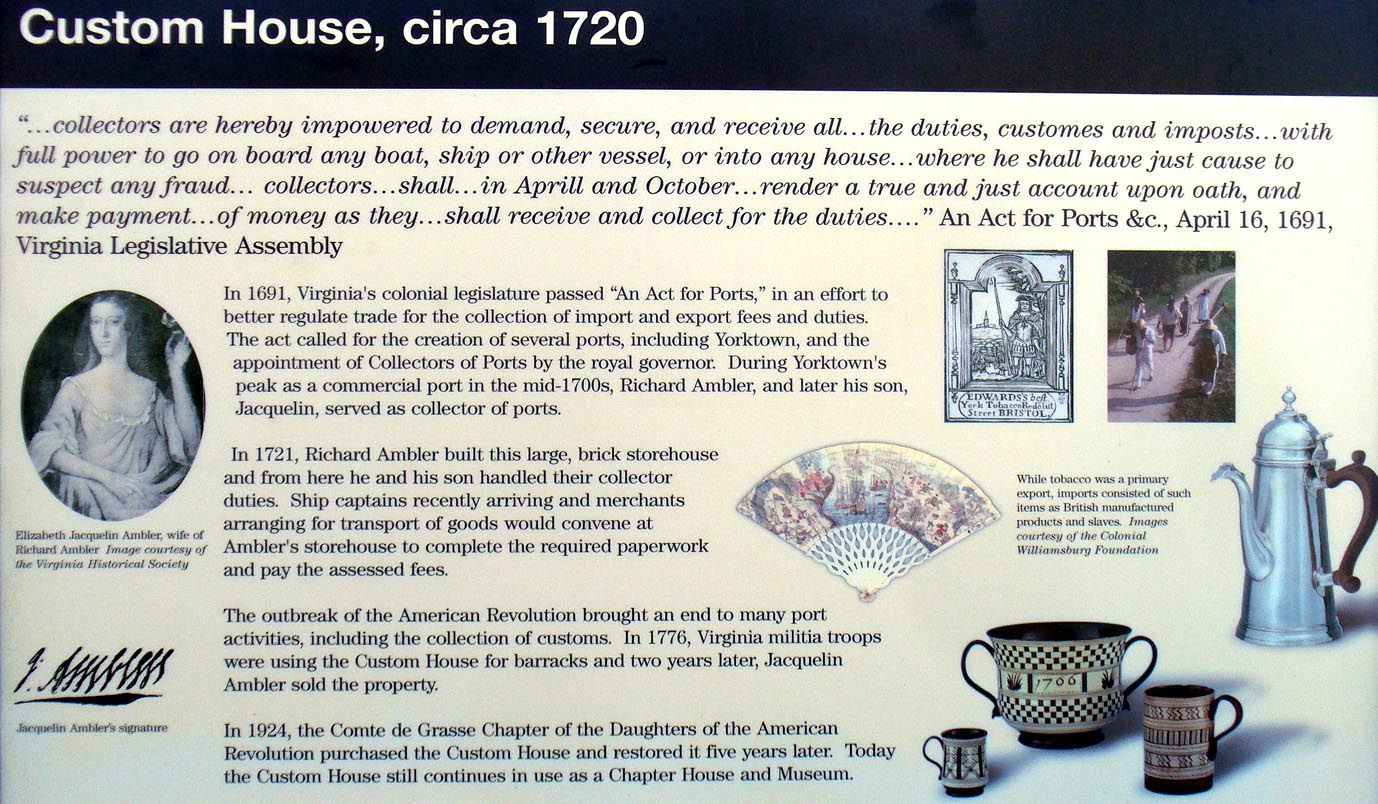 Custom House, circa 1720
“...collectors are hereby impowered to demand, secure, and receive all...the duties, customes and imposts...with
full power to go on board any boat, ship or other vessel, or into any house...where he shall have just cause to
suspect any fraud... collectors...shall...in Aprill and October...render a true and just account upon oath, and
make payment...of money as they...shall receive and collect for the duties....” An Act for Ports &c., April 16, 1691,
Virginia Legislative Assembly
In 1691, Virginia's colonial legislature passed “An Act for Ports,” in an effort to
better regulate trade for the collection of import and export fees and duties.
The act called for the creation of several ports, including Yorktown, and the
appointment of Collectors of Ports by the royal governor. During Yorktown's
peak as a commercial port in the mid-1700s, Richard Ambler, and later his son,
Jacquelin, served as collector of ports.
In 1721, Richard Ambler built this large, brick storehouse
and from here he and his son handled their collector
duties. Ship captains recently arriving and merchants
arranging for transport of goods would convene at
Ambler's storehouse to complete the required paperwork
and pay the assessed fees.
The outbreak of the American Revolution brought an end to many port
activities, including the collection of customs. In 1776, Virginia militia troops
were using the Custom House for barracks and two years later, Jacquelin
Ambler sold the property.
In 1924, the Comte de Grasse Chapter of the Daughters of the American
Revolution purchased the Custom House and restored it five years later. Today
the Custom House still continues in use as a Chapter House and Museum.
Elizabeth Jacquelin Ambler, wife of
Richard Ambler Image courtesy of
the Virginia Historical Society
J. Ambler
Jacquelin Ambler's signature
EDWARDS's best
York Tobacco Redclift
Street BRISTOL
While tobacco was a primary
export, imports consisted of such
items as British manufactured
products and slaves. Images
courtesy of the Colonial
Williamsburg Foundation
1706